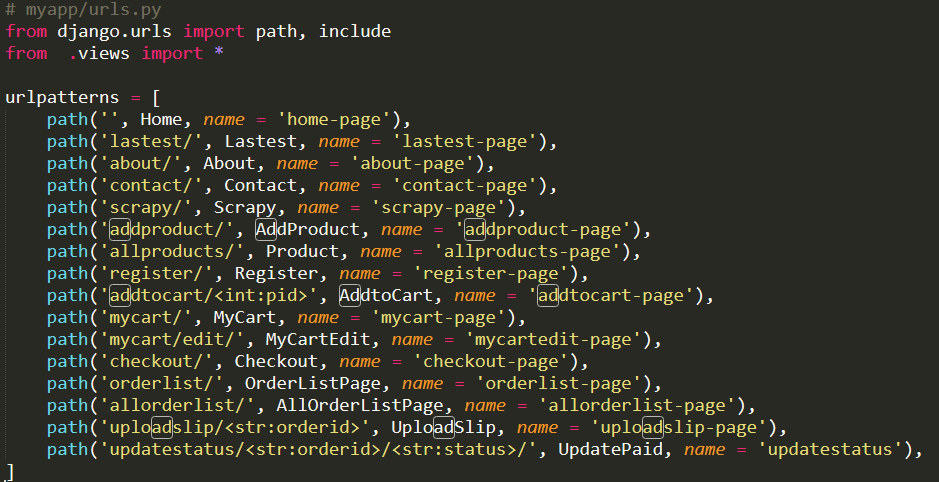 # myapp/urls.py
from django.urls import path, include
from  .views import *
urlpatterns = [
    path('', Home, name = 'home-page'),
    path('lastest/', Lastest, name = 'lastest-page'),
    path('about/', About, name = 'about-page'),
    path('contact/', Contact, name = 'contact-page'),
    path('scrapy/', Scrapy, name = 'scrapy-page'),
    path('addproduct/', AddProduct, name = 'addproduct-page'),
    path('allproducts/', Product, name = 'allproducts-page'),
    path('register/', Register, name = 'register-page'),
    path('addtocart/<int:pid>', AddtoCart, name = 'addtocart-page'),
    path('mycart/', MyCart, name = 'mycart-page'),
    path('mycart/edit/', MyCartEdit, name = 'mycartedit-page'),
    path('checkout/', Checkout, name = 'checkout-page'),
    path('orderlist/', OrderListPage, name = 'orderlist-page'),
    path('allorderlist/', AllOrderListPage, name = 'allorderlist-page'),
    path('uploadslip/<str:orderid>', UploadSlip, name = 'uploadslip-page'),
    path('updatestatus/<str:orderid>/<str:status>/', UpdatePaid, name = 'updatestatus'),
]